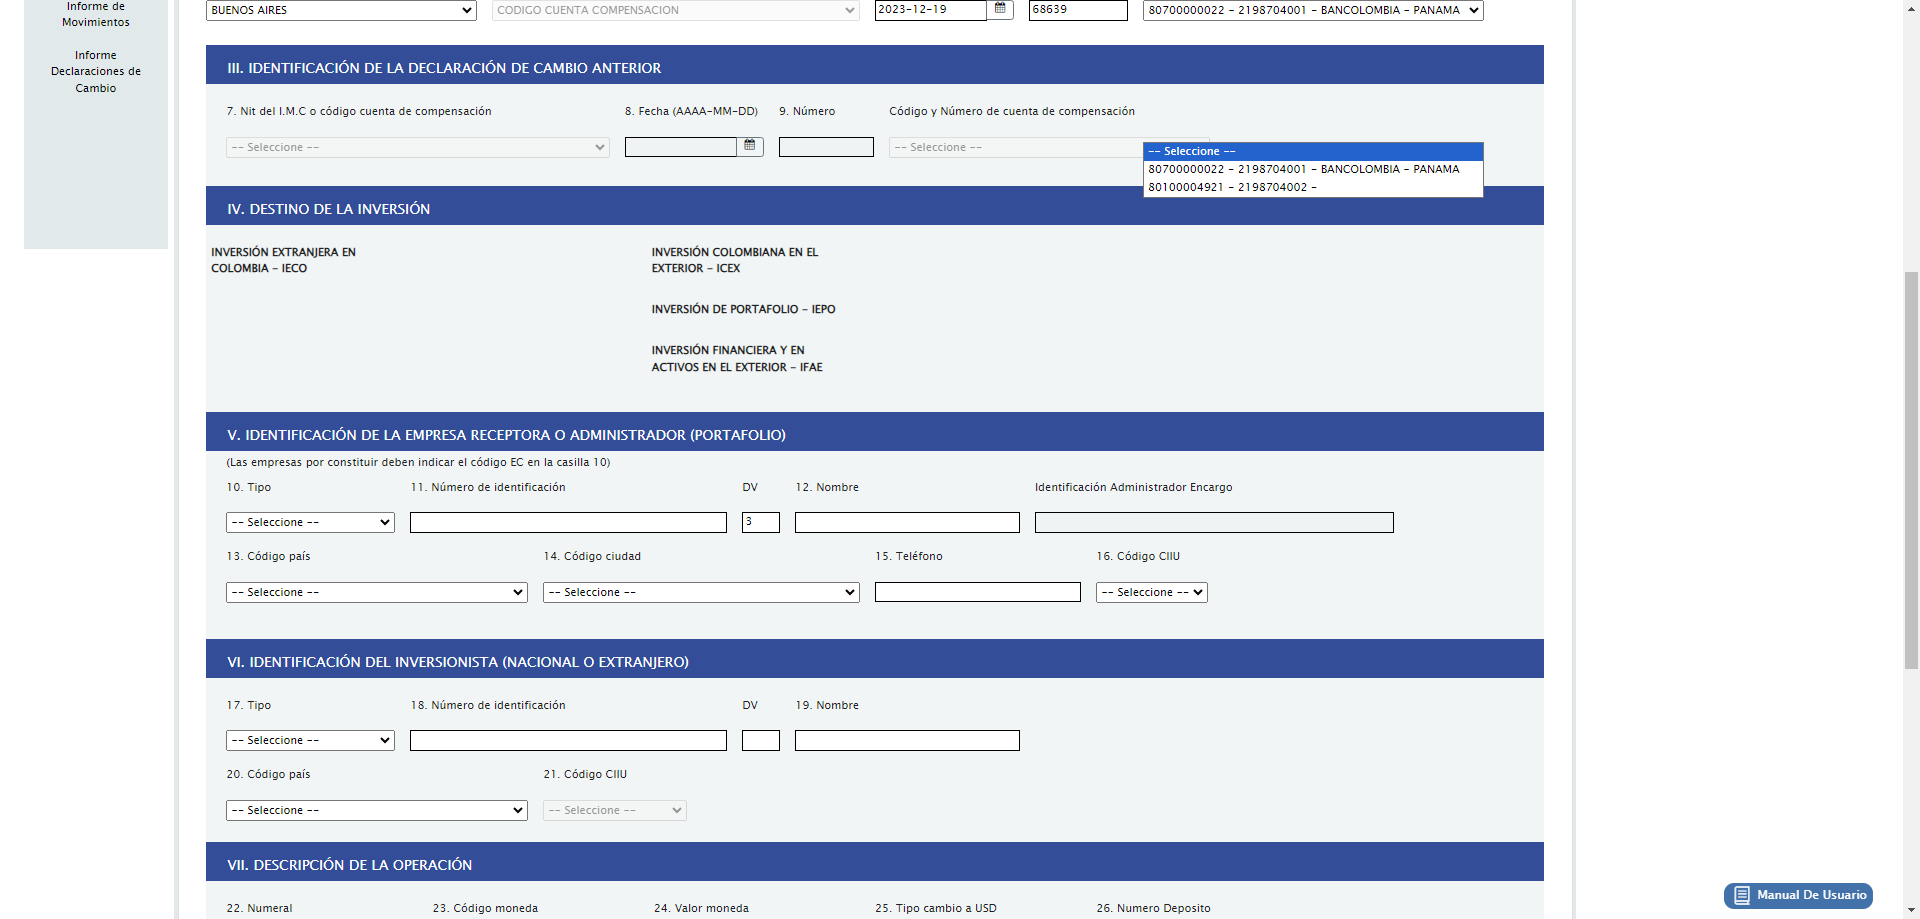 Informe de
Movimientos
Informe
Declaraciones de
Cambio
BUENOS AIRES
CODIGO CUENTA COMPENSACION
2023-12-19
68639
80700000022 - 2198704001 - BANCOLOMBIA - PANAMA
III. IDENTIFICACIÓN DE LA DECLARACIÓN DE CAMBIO ANTERIOR
7. Nit del I.M.C o código cuenta de compensación
8. Fecha (AAAA-MM-DD)
9. Número
Código y Número de cuenta de compensación
-- Seleccione --
-- Seleccione --
-- Seleccione --
80700000022 - 2198704001 - BANCOLOMBIA - PANAMA
80100004921 - 2198704002 -
IV. DESTINO DE LA INVERSIÓN
INVERSIÓN EXTRANJERA EN
COLOMBIA - IECO
INVERSIÓN COLOMBIANA EN EL
EXTERIOR - ICEX
INVERSIÓN DE PORTAFOLIO - IEPO
INVERSIÓN FINANCIERA Y EN
ACTIVOS EN EL EXTERIOR - IFAE
V. IDENTIFICACIÓN DE LA EMPRESA RECEPTORA O ADMINISTRADOR (PORTAFOLIO)
(Las empresas por constituir deben indicar el código EC en la casilla 10)
10. Tipo
11. Número de identificación
DV
12. Nombre
Identificación Administrador Encargo
-- Seleccione --
3
13. Código país
14. Código ciudad
15. Teléfono
16. Código CIIU
-- Seleccione --
-- Seleccione --
-- Seleccione --
VI. IDENTIFICACIÓN DEL INVERSIONISTA (NACIONAL O EXTRANJERO)
17. Tipo
18. Número de identificación
DV
19. Nombre
-- Seleccione --
20. Código país
21. Código CIIU
-- Seleccione --
-- Seleccione --
VII. DESCRIPCIÓN DE LA OPERACIÓN
22. Numeral
23. Código moneda
24. Valor moneda
25. Tipo cambio a USD
26. Numero Deposito
Manual De Usuario